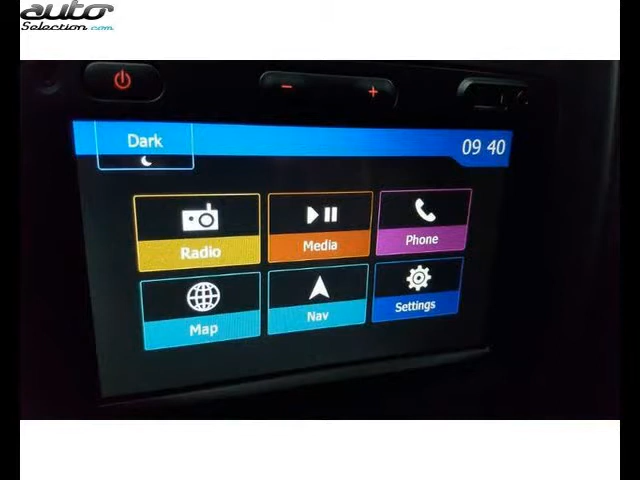 auto
Selection.com
Dark
09 40
Radio
Media
Phone
Map
Nav
Settings